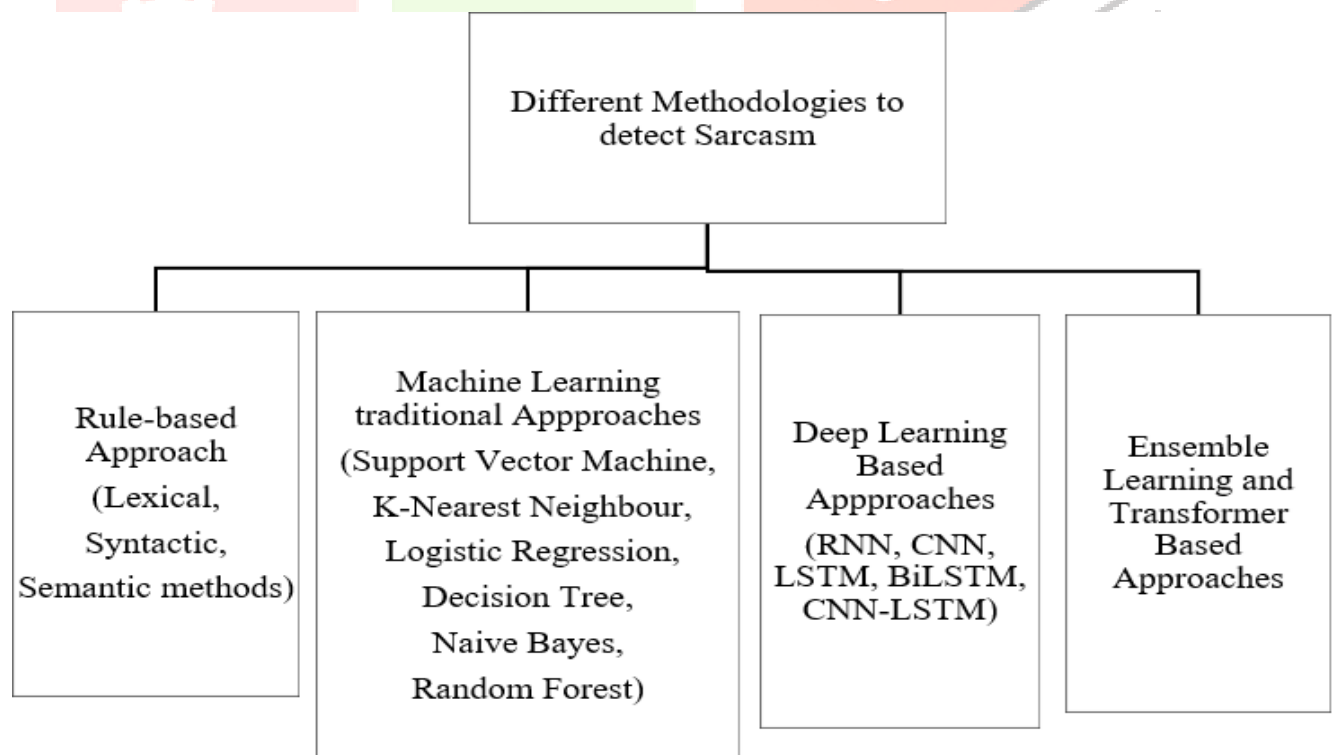 Different Methodologies to
detect Sarcasm
Rule-based
Approach
(Lexical,
Syntactic,
Semantic methods)
Machine Learning
traditional Appproaches
(Support Vector Machine,
K-Nearest Neighbour,
Logistic Regression,
Decision Tree,
Naive Bayes,
Random Forest)
Deep Learning
Based
Appproaches
(RNN, CNN,
LSTM, BiLSTM,
CNN-LSTM)
Ensemble
Learning and
Transformer
Based
Approaches